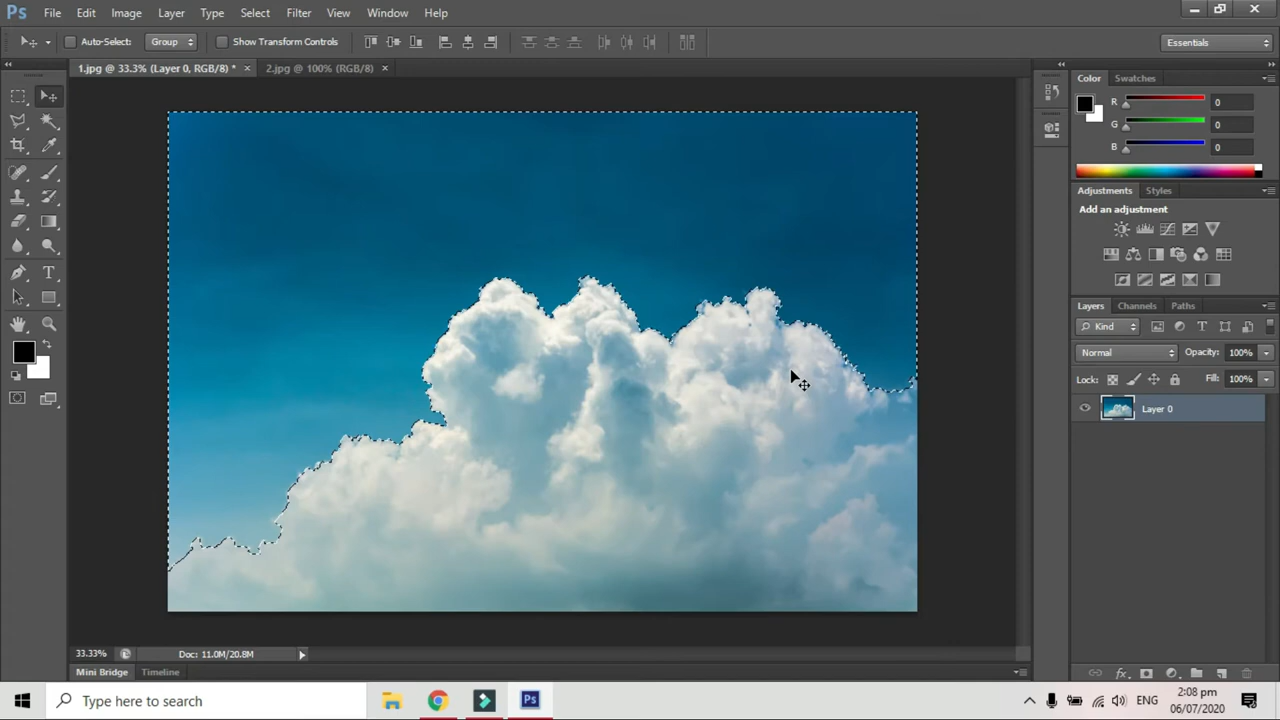 Ps File Edit Image Layer Type Select Filter View Window Help
Auto-Select: Group Show Transform Controls Essentials
1.jpg @ 33.3% (Layer 0, RGB/8) * × 2.jpg @ 100% (RGB/8) ×
Color Swatches
R 0
G 0
B 0
Adjustments Styles
Add an adjustment
Layers Channels Paths
Kind
Normal Opacity: 100%
Lock: Fill: 100%
Layer 0
33.33% Doc: 11.0M/20.8M
Mini Bridge Timeline
Type here to search
Ps
ENG
2:08 pm
06/07/2020